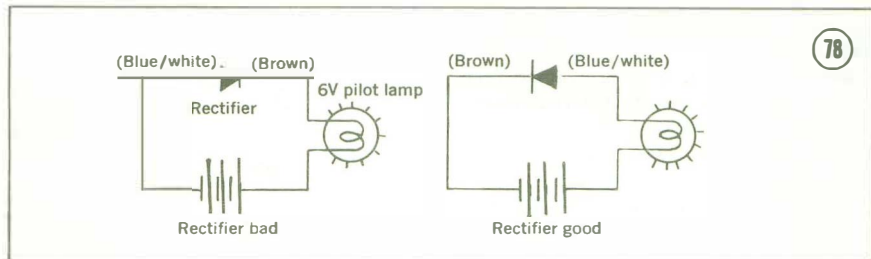 78
(Blue/white) (Brown)
Rectifier
6V pilot lamp
Rectifier bad
(Brown) (Blue/white)
Rectifier good